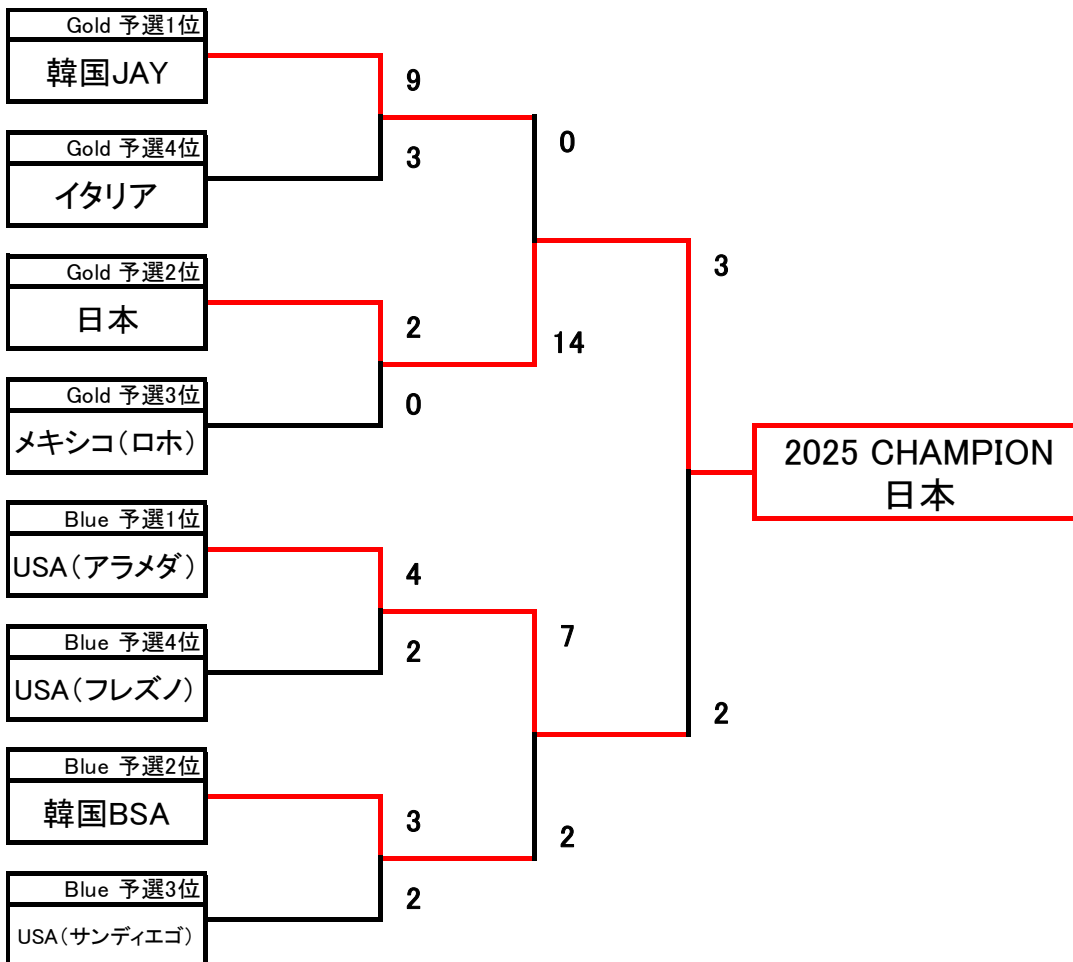 Gold 予選1位
韓国JAY
9
0
3
Gold 予選4位
イタリア
3
Gold 予選2位
日本
2
14
Gold 予選3位
メキシコ(ロホ)
0
2025 CHAMPION
日本
Blue 予選1位
USA(アラメダ)
4
7
2
Blue 予選4位
USA(フレズノ)
2
Blue 予選2位
韓国BSA
3
2
Blue 予選3位
USA(サンディエゴ)
2